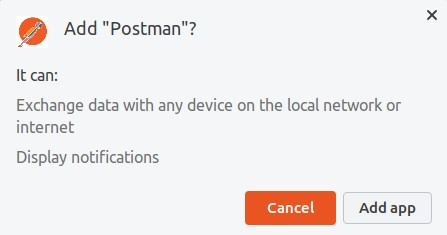 Add "Postman"?
It can:
Exchange data with any device on the local network or
internet
Display notifications
Cancel
Add app